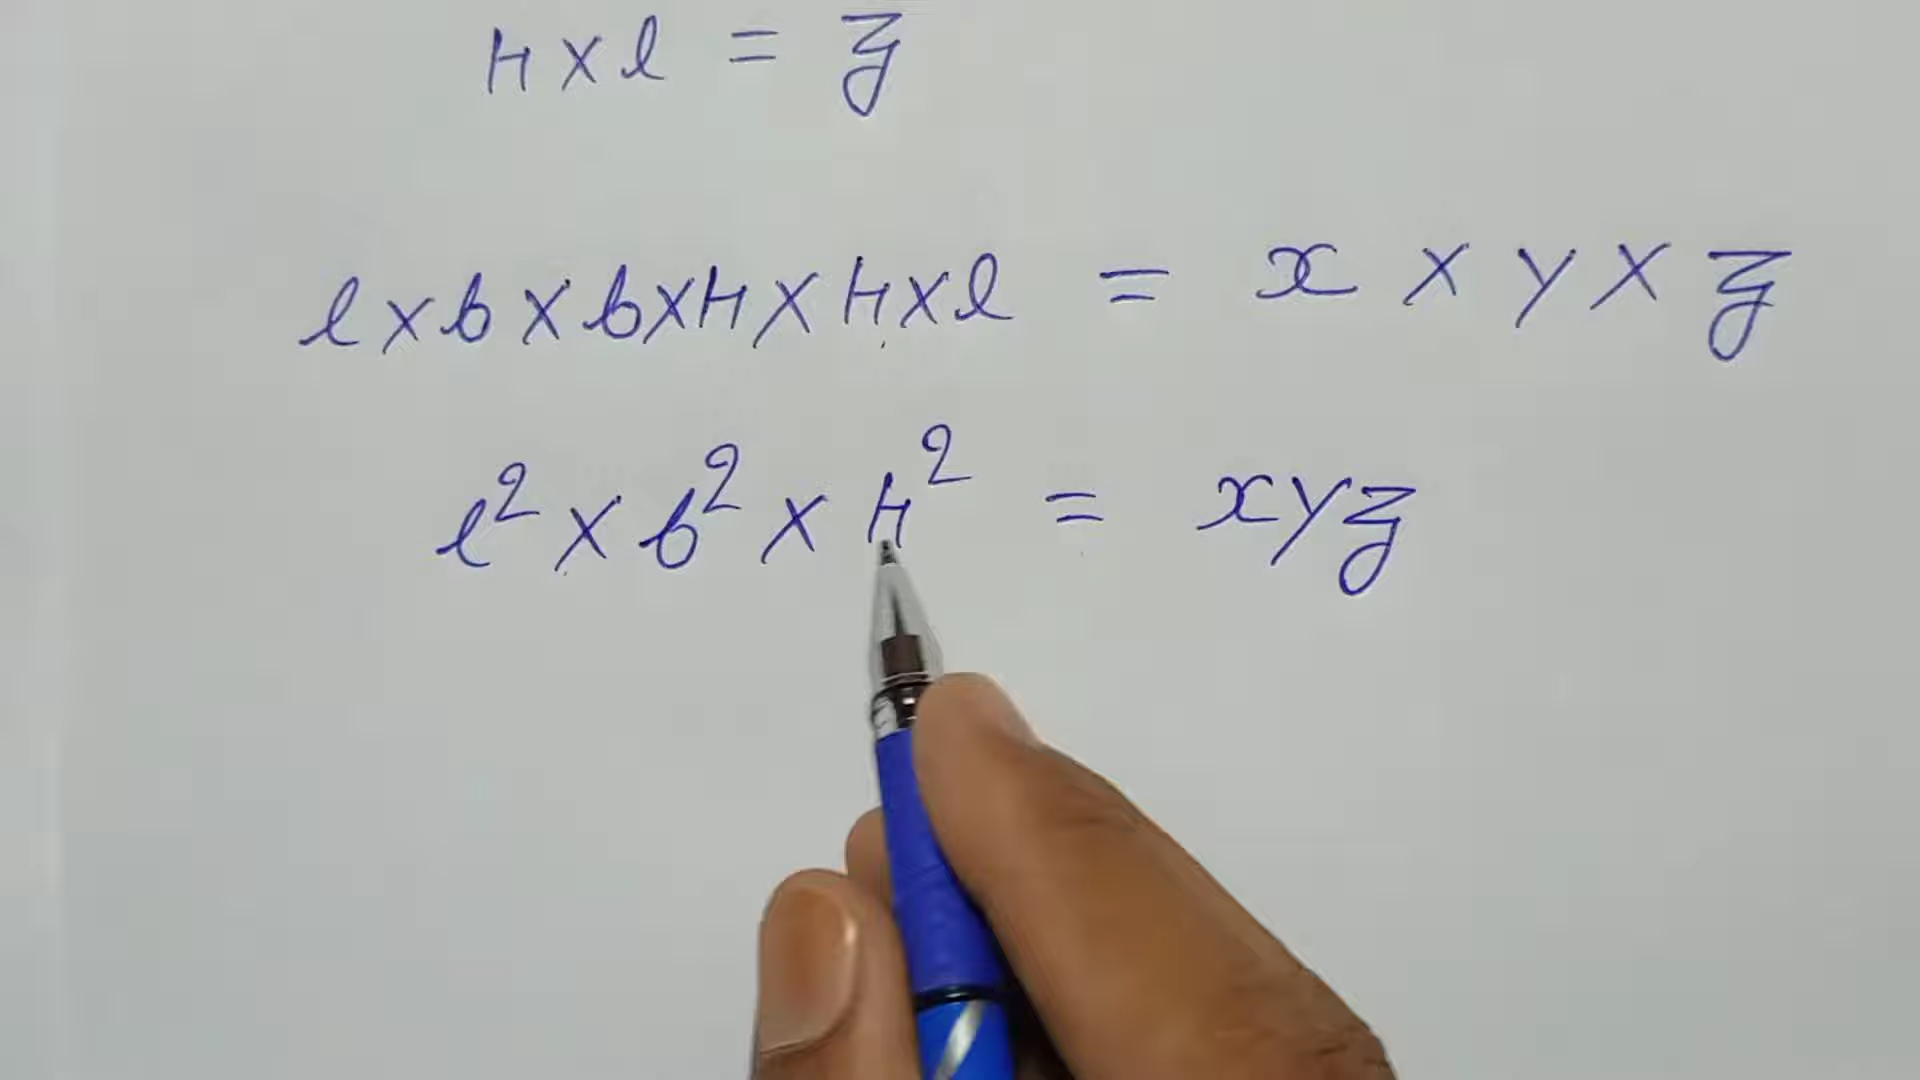 H × l = z
l × b × b × H × H × l = x × y × z
l² × b² × H² = xyz